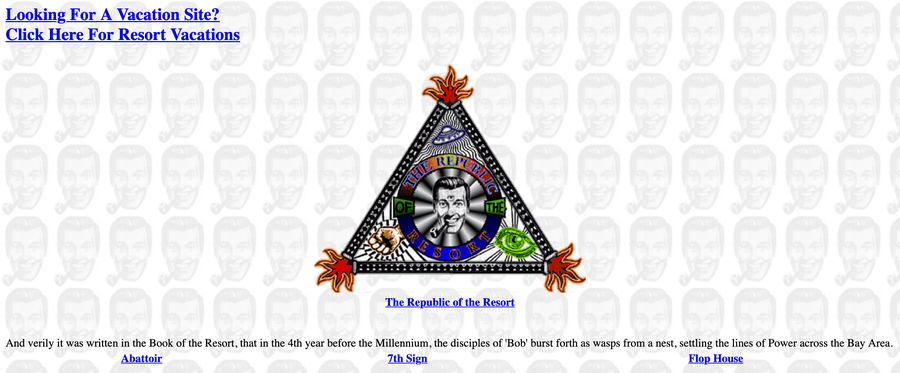 Looking For A Vacation Site?
Click Here For Resort Vacations
THE REPUBLIC
OF THE
RESORT
The Republic of the Resort
And verily it was written in the Book of the Resort, that in the 4th year before the Millennium, the disciples of 'Bob' burst forth as wasps from a nest, settling the lines of Power across the Bay Area.
Abattoir 7th Sign Flop House